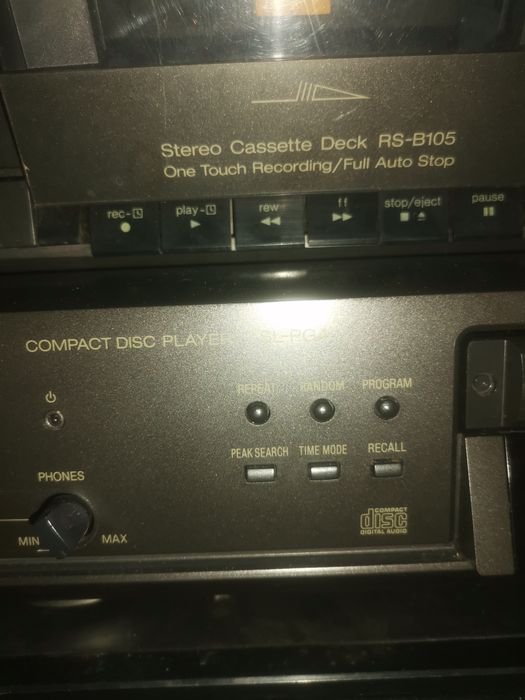 Stereo Cassette Deck RS-B105
One Touch Recording/Full Auto Stop
rec- play- rew ff stop/eject pause
COMPACT DISC PLAYER
REPEAT RANDOM PROGRAM
PEAK SEARCH TIME MODE RECALL
PHONES
MIN MAX
COMPACT
disc
DIGITAL AUDIO